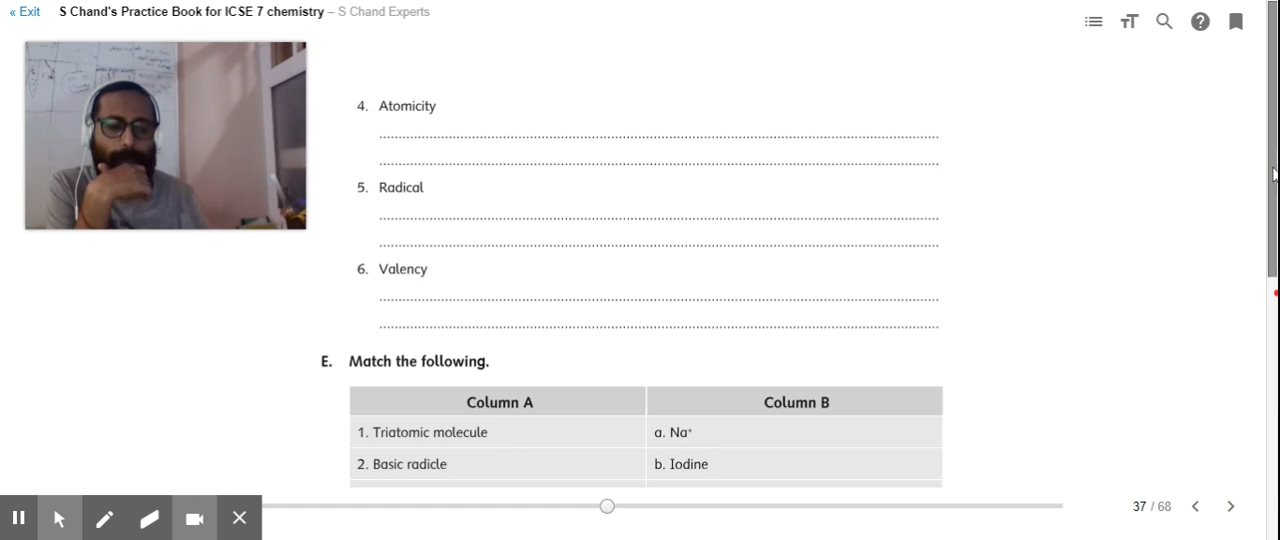 « Exit S Chand's Practice Book for ICSE 7 chemistry – S Chand Experts
4. Atomicity
5. Radical
6. Valency
E. Match the following.
Column A Column B
1. Triatomic molecule a. Na⁺
2. Basic radicle b. Iodine
37 / 68